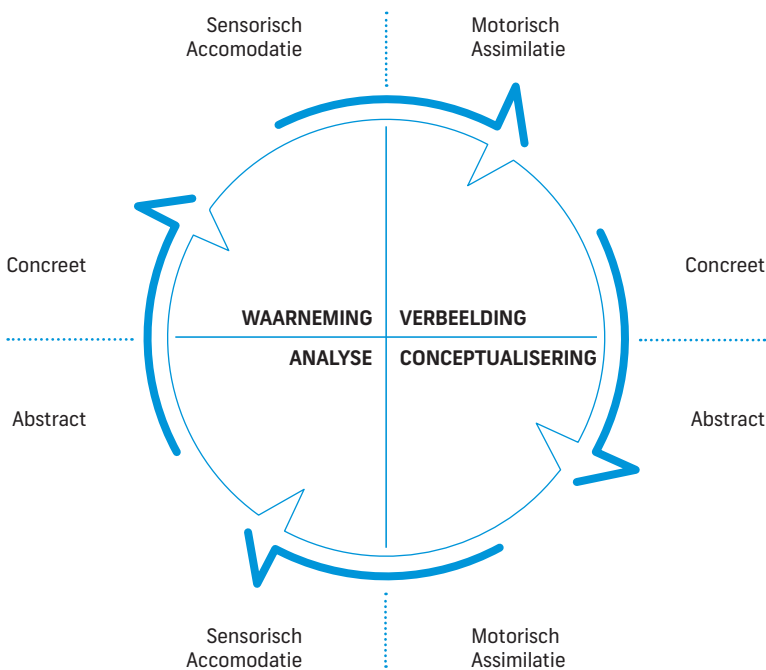 Sensorisch
Accomodatie
Motorisch
Assimilatie
Concreet
Concreet
WAARNEMING
VERBEELDING
ANALYSE
CONCEPTUALISERING
Abstract
Abstract
Sensorisch
Accomodatie
Motorisch
Assimilatie